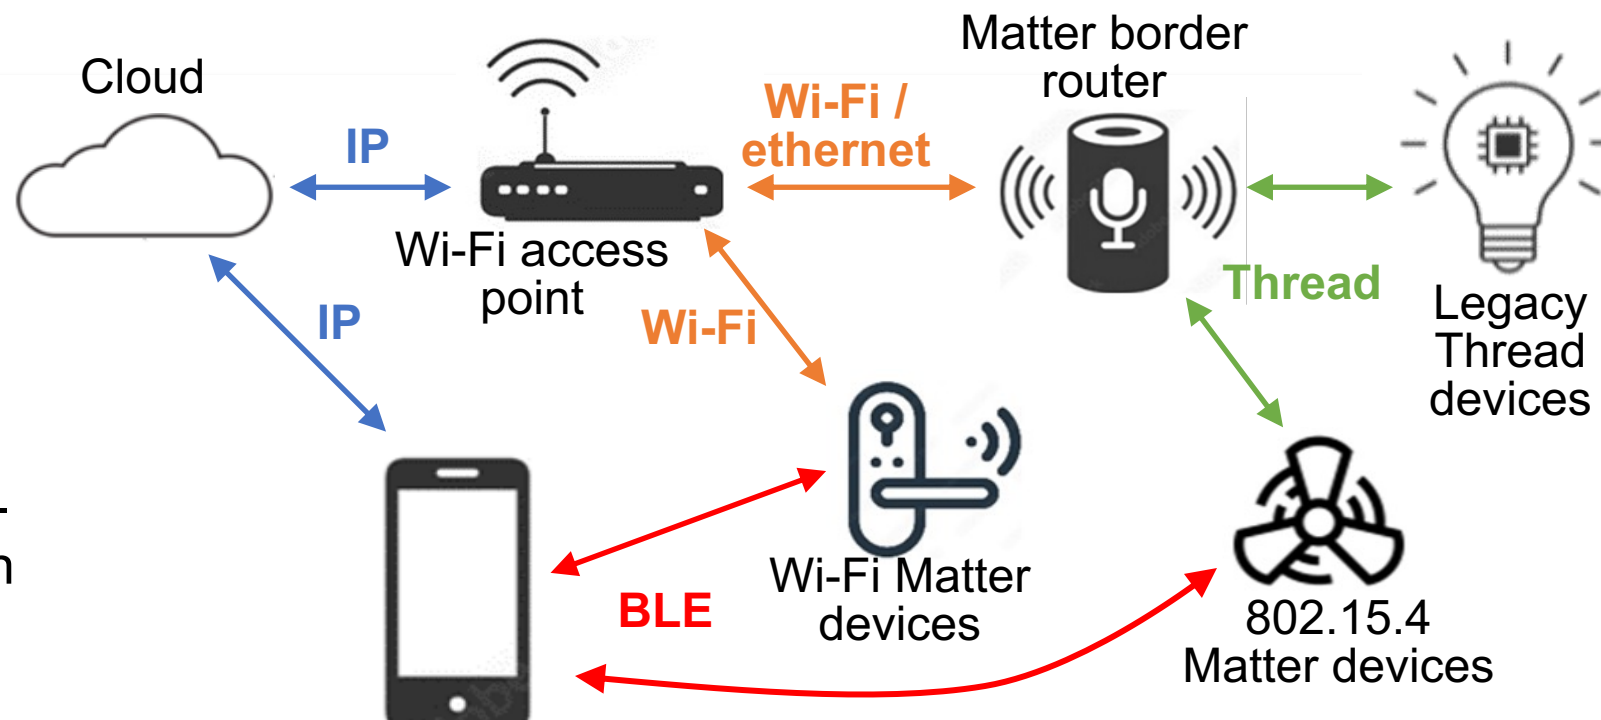 Cloud
IP
Wi-Fi access
point
Wi-Fi /
ethernet
Matter border
router
Thread
Legacy
Thread
devices
IP
Wi-Fi
Wi-Fi Matter
devices
BLE
802.15.4
Matter devices